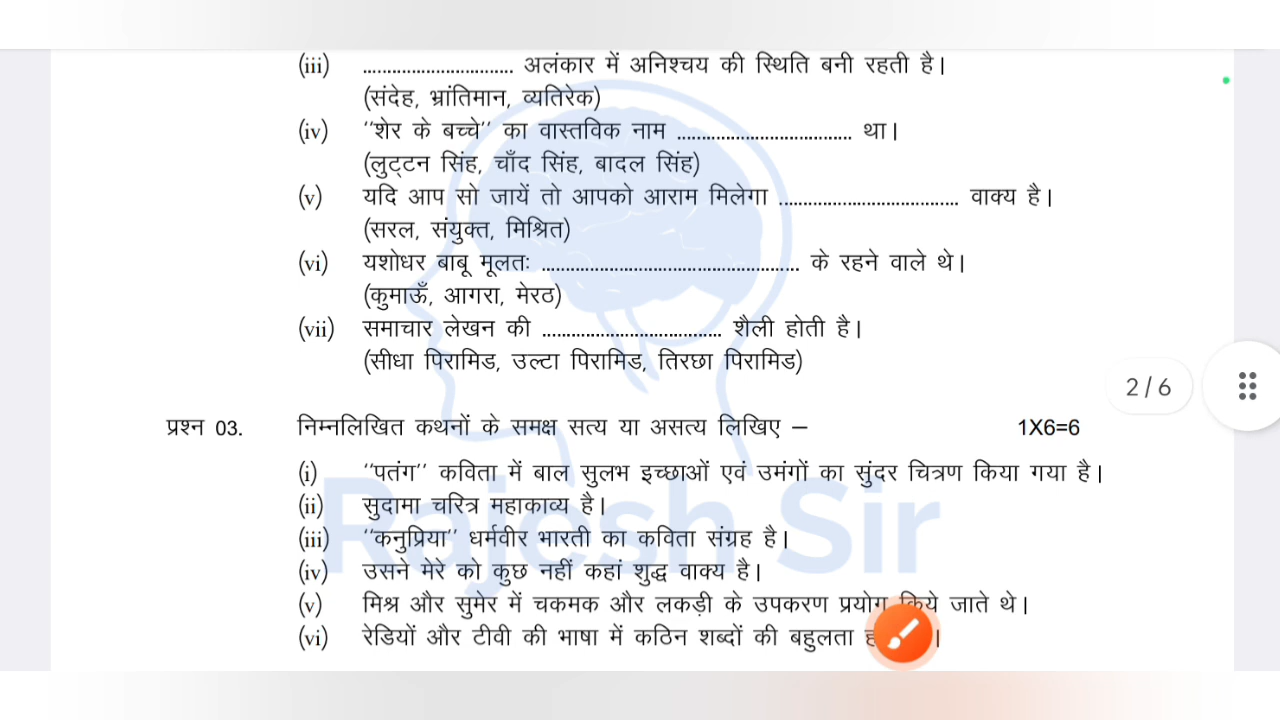 (iii) ............................... अलंकार में अनिश्चय की स्थिति बनी रहती है।
(संदेह, भ्रांतिमान, व्यतिरेक)
(iv) ‘‘शेर के बच्चे’’ का वास्तविक नाम .................................... था।
(लुट्टन सिंह, चाँद सिंह, बादल सिंह)
(v) यदि आप सो जायें तो आपको आराम मिलेगा ..................................... वाक्य है।
(सरल, संयुक्त, मिश्रित)
(vi) यशोधर बाबू मूलतः ..................................................... के रहने वाले थे।
(कुमाऊँ, आगरा, मेरठ)
(vii) समाचार लेखन की ..................................... शैली होती है।
(सीधा पिरामिड, उल्टा पिरामिड, तिरछा पिरामिड)
2 / 6
प्रश्न 03. निम्नलिखित कथनों के समक्ष सत्य या असत्य लिखिए – 1X6=6
(i) ‘‘पतंग’’ कविता में बाल सुलभ इच्छाओं एवं उमंगों का सुंदर चित्रण किया गया है।
(ii) सुदामा चरित्र महाकाव्य है।
Rajesh Sir
(iii) ‘‘कनुप्रिया’’ धर्मवीर भारती का कविता संग्रह है।
(iv) उसने मेरे को कुछ नहीं कहां शुद्ध वाक्य है।
(v) मिश्र और सुमेर में चकमक और लकड़ी के उपकरण प्रयोग किये जाते थे।
(vi) रेडियों और टीवी की भाषा में कठिन शब्दों की बहुलता